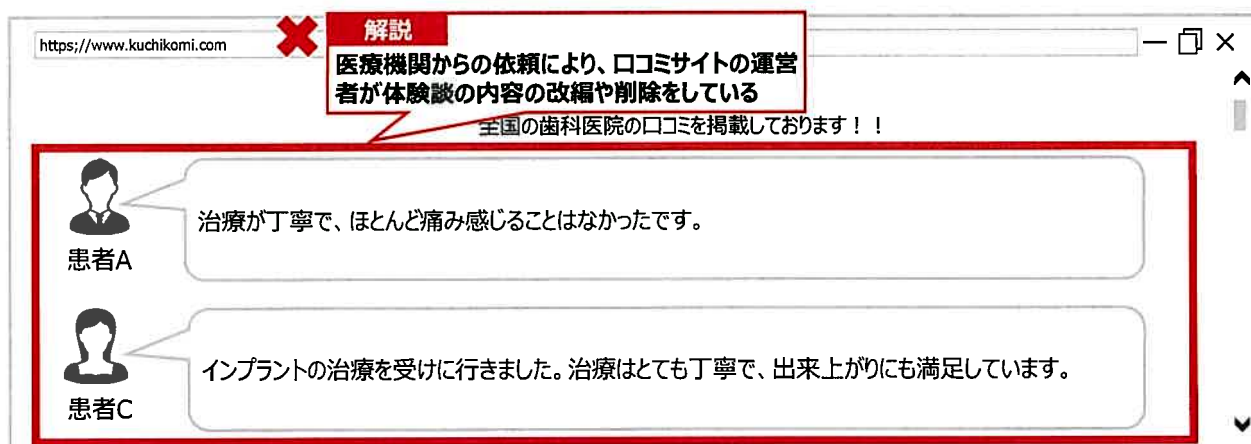 https;//www.kuchikomi.com
解説
医療機関からの依頼により、口コミサイトの運営
者が体験談の内容の改編や削除をしている
全国の歯科医院の口コミを掲載しております！！
治療が丁寧で、ほとんど痛み感じることはなかったです。
患者A
インプラントの治療を受けに行きました。治療はとても丁寧で、出来上がりにも満足しています。
患者C